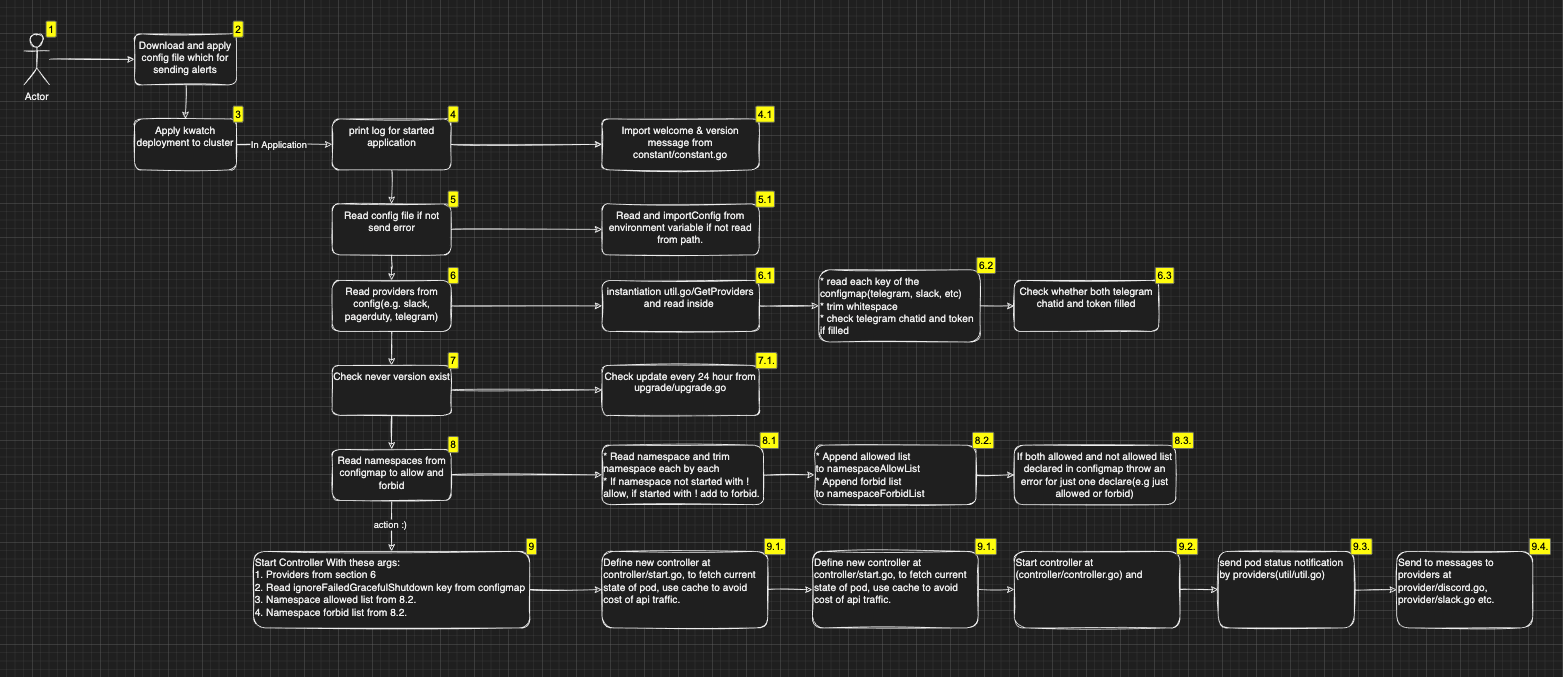 1
Actor
2
Download and apply
config file which for
sending alerts
3
Apply kwatch
deployment to cluster
In Application
4
print log for started
application
4.1
Import welcome & version
message from
constant/constant.go
5
Read config file if not
send error
5.1
Read and importConfig from
environment variable if not read
from path.
6
Read providers from
config(e.g. slack,
pagerduty, telegram)
6.1
instantiation util.go/GetProviders
and read inside
6.2
* read each key of the
configmap(telegram, slack, etc)
* trim whitespace
* check telegram chatid and token
if filled
6.3
Check whether both telegram
chatid and token filled
7
Check never version exist
7.1.
Check update every 24 hour from
upgrade/upgrade.go
8
Read namespaces from
configmap to allow and
forbid
8.1
* Read namespace and trim
namespace each by each
* If namespace not started with !
allow, if started with ! add to forbid.
8.2.
* Append allowed list
to namespaceAllowList
* Append forbid list
to namespaceForbidList
8.3.
If both allowed and not allowed list
declared in configmap throw an
error for just one declare(e.g just
allowed or forbid)
action :)
9
Start Controller With these args:
1. Providers from section 6
2. Read ignoreFailedGracefulShutdown key from configmap
3. Namespace allowed list from 8.2.
4. Namespace forbid list from 8.2.
9.1.
Define new controller at
controller/start.go, to fetch current
state of pod, use cache to avoid
cost of api traffic.
9.1.
Define new controller at
controller/start.go, to fetch current
state of pod, use cache to avoid
cost of api traffic.
9.2.
Start controller at
(controller/controller.go) and
9.3.
send pod status notification
by providers(util/util.go)
9.4.
Send to messages to
providers at
provider/discord.go,
provider/slack.go etc.